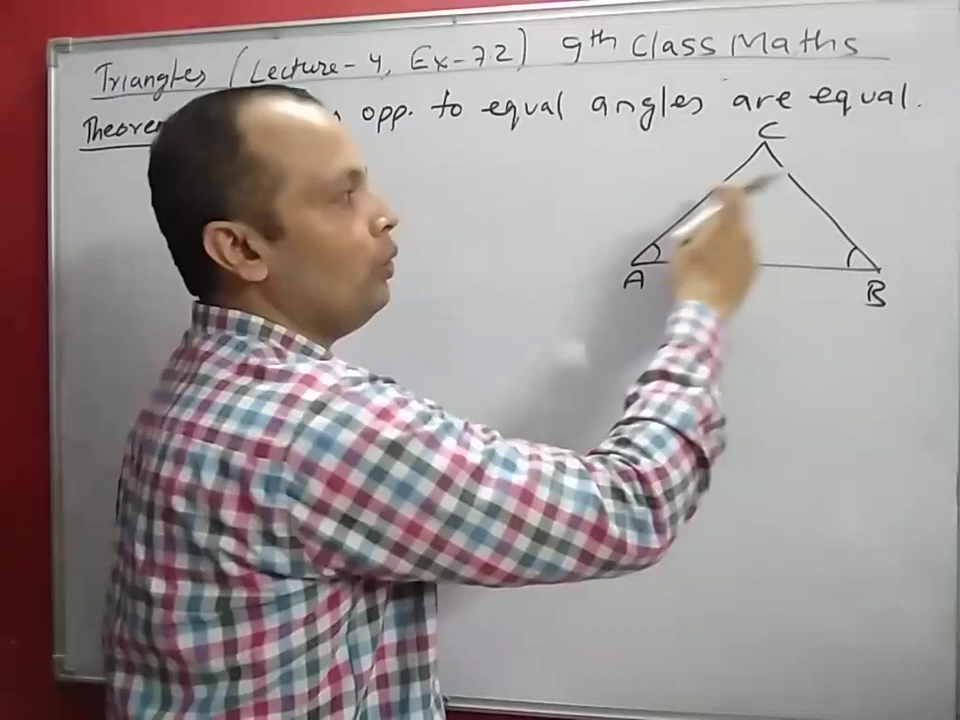 Triangles (Lecture-4, Ex-7.2) 9th Class Maths
Theorem opp. to equal angles are equal.
C
A
B